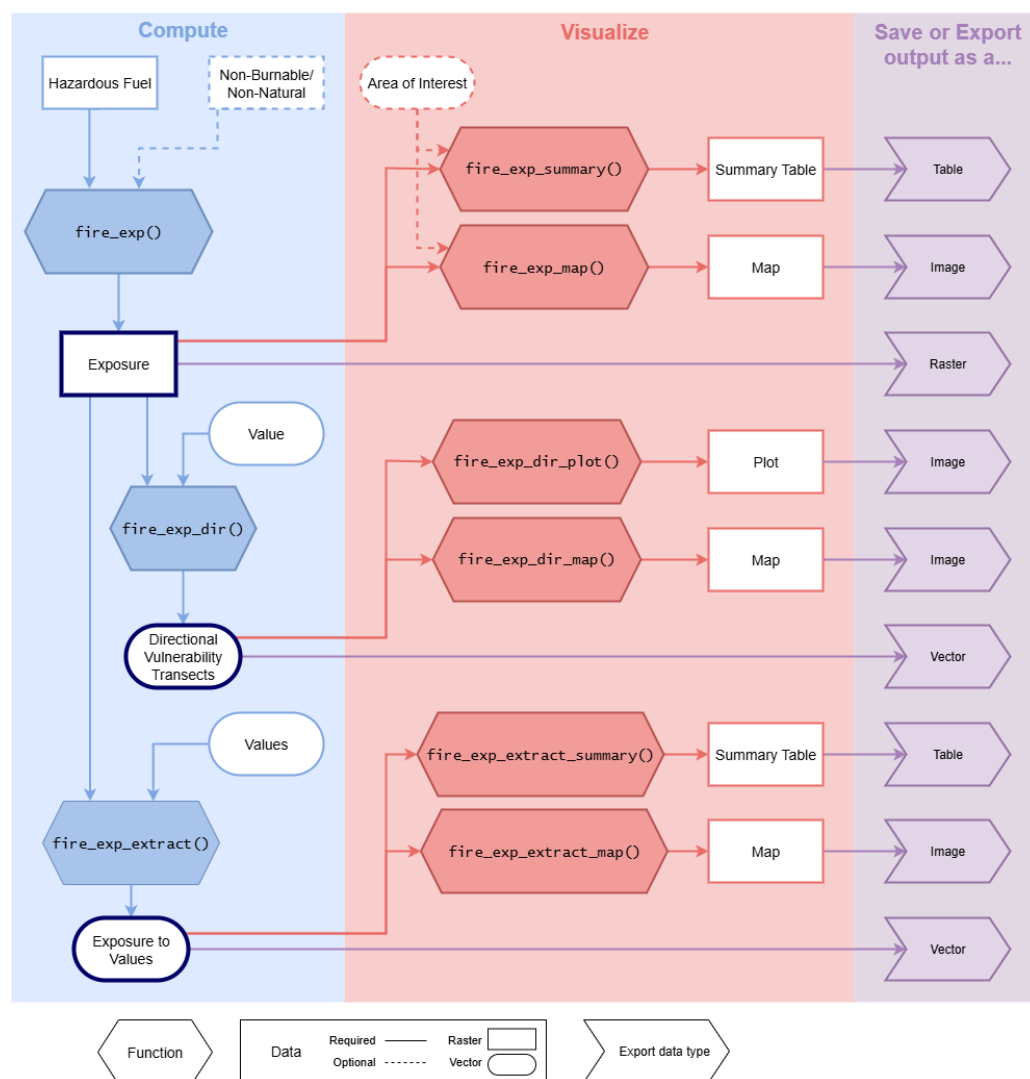 Compute
Visualize
Save or Export
output as a...
Hazardous Fuel
Non-Burnable/
Non-Natural
Area of Interest
fire_exp_summary()
Summary Table
Table
fire_exp()
fire_exp_map()
Map
Image
Exposure
Raster
Value
fire_exp_dir_plot()
Plot
Image
fire_exp_dir()
fire_exp_dir_map()
Map
Image
Directional
Vulnerability
Transects
Vector
Values
fire_exp_extract_summary()
Summary Table
Table
fire_exp_extract()
fire_exp_extract_map()
Map
Image
Exposure to
Values
Vector
Function
Data
Required
Optional
Raster
Vector
Export data type